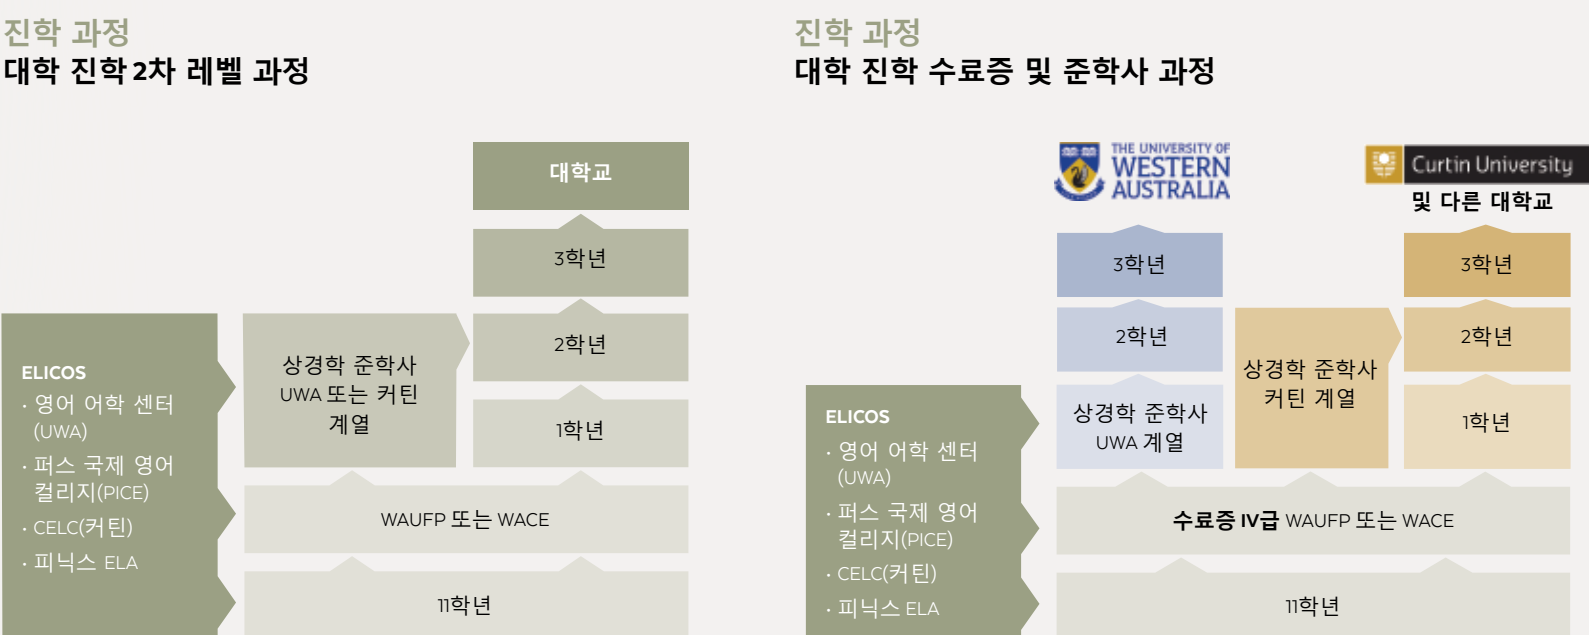 진학 과정
대학 진학 2차 레벨 과정
대학교
3학년
2학년
1학년
상경학 준학사
UWA 또는 커틴
계열
ELICOS
· 영어 어학 센터
(UWA)
· 퍼스 국제 영어
컬리지(PICE)
· CELC(커틴)
· 피닉스 ELA
WAUFP 또는 WACE
11학년
진학 과정
대학 진학 수료증 및 준학사 과정
THE UNIVERSITY OF
WESTERN
AUSTRALIA
Curtin University
및 다른 대학교
3학년
2학년
상경학 준학사
UWA 계열
상경학 준학사
커틴 계열
3학년
2학년
1학년
ELICOS
· 영어 어학 센터
(UWA)
· 퍼스 국제 영어
컬리지(PICE)
· CELC(커틴)
· 피닉스 ELA
수료증 IV급 WAUFP 또는 WACE
11학년